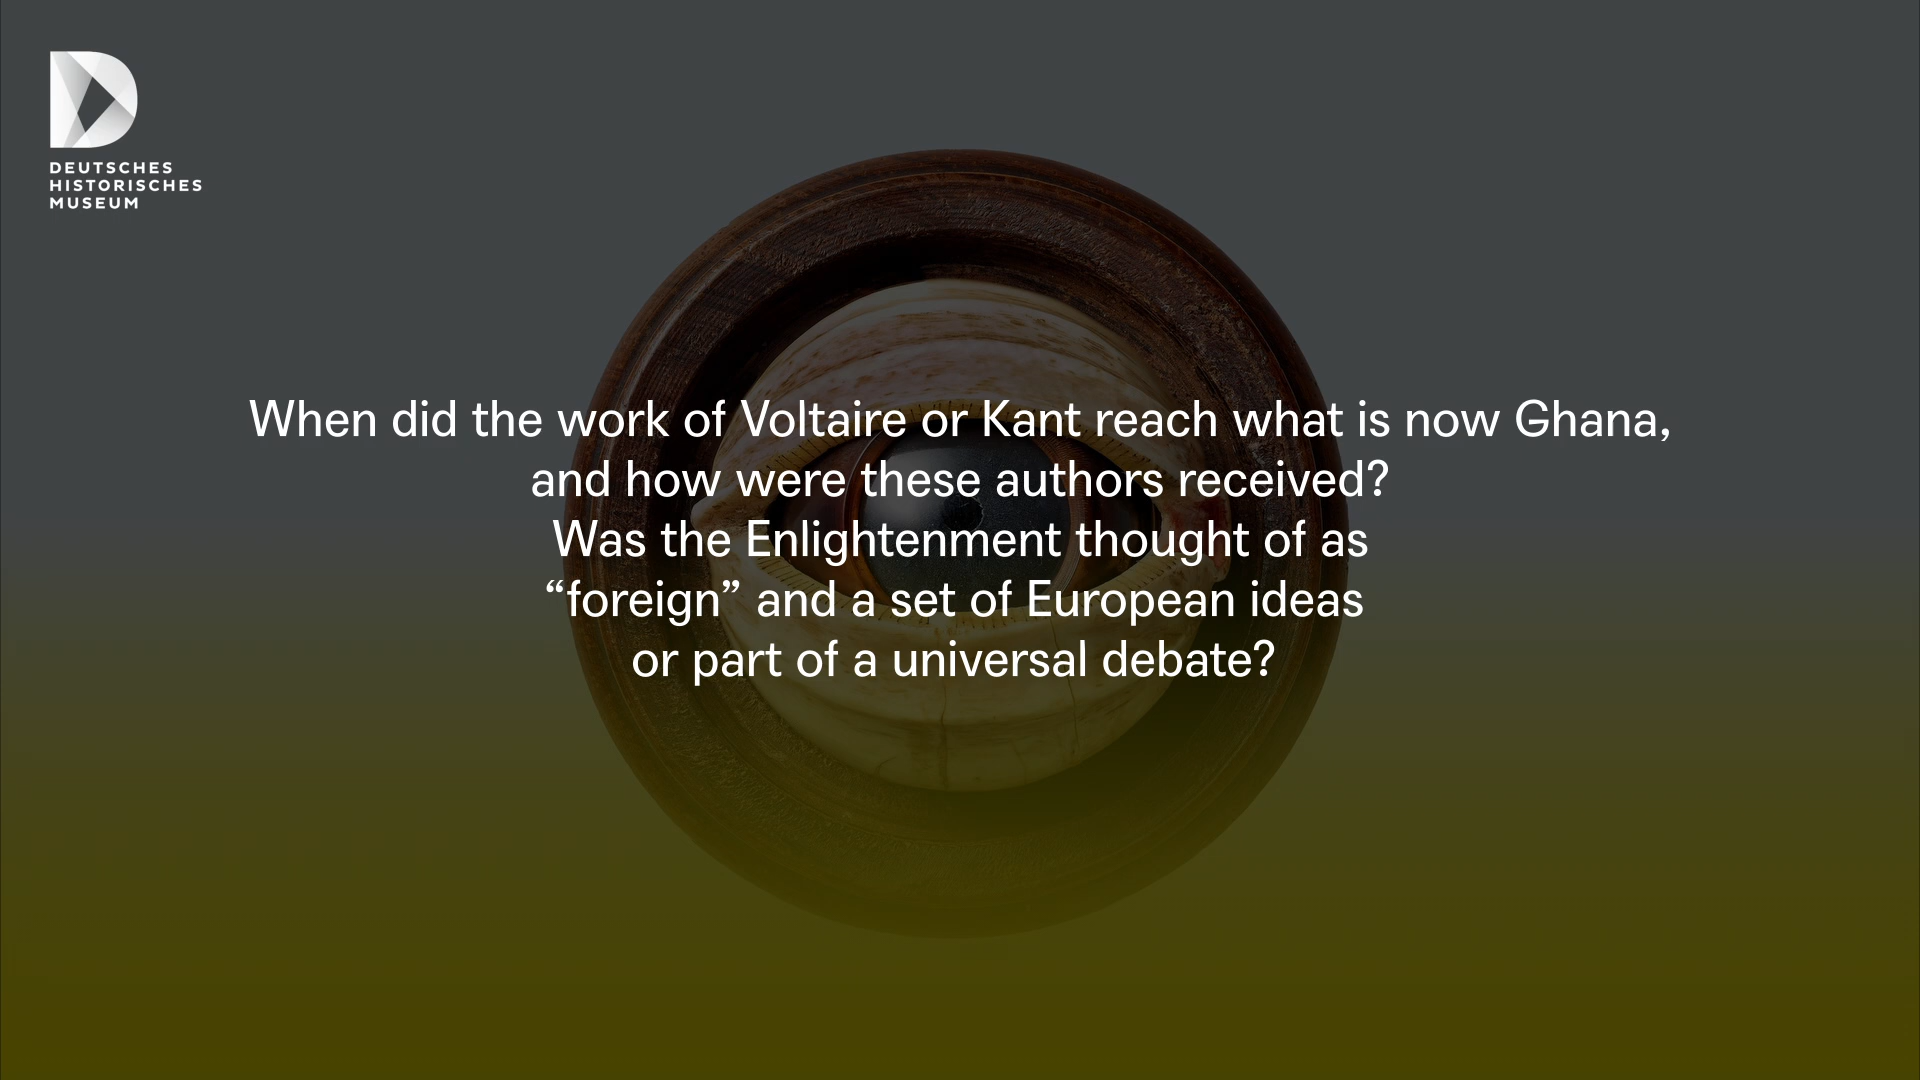 DEUTSCHES
HISTORISCHES
MUSEUM
When did the work of Voltaire or Kant reach what is now Ghana,
and how were these authors received?
Was the Enlightenment thought of as
“foreign” and a set of European ideas
or part of a universal debate?